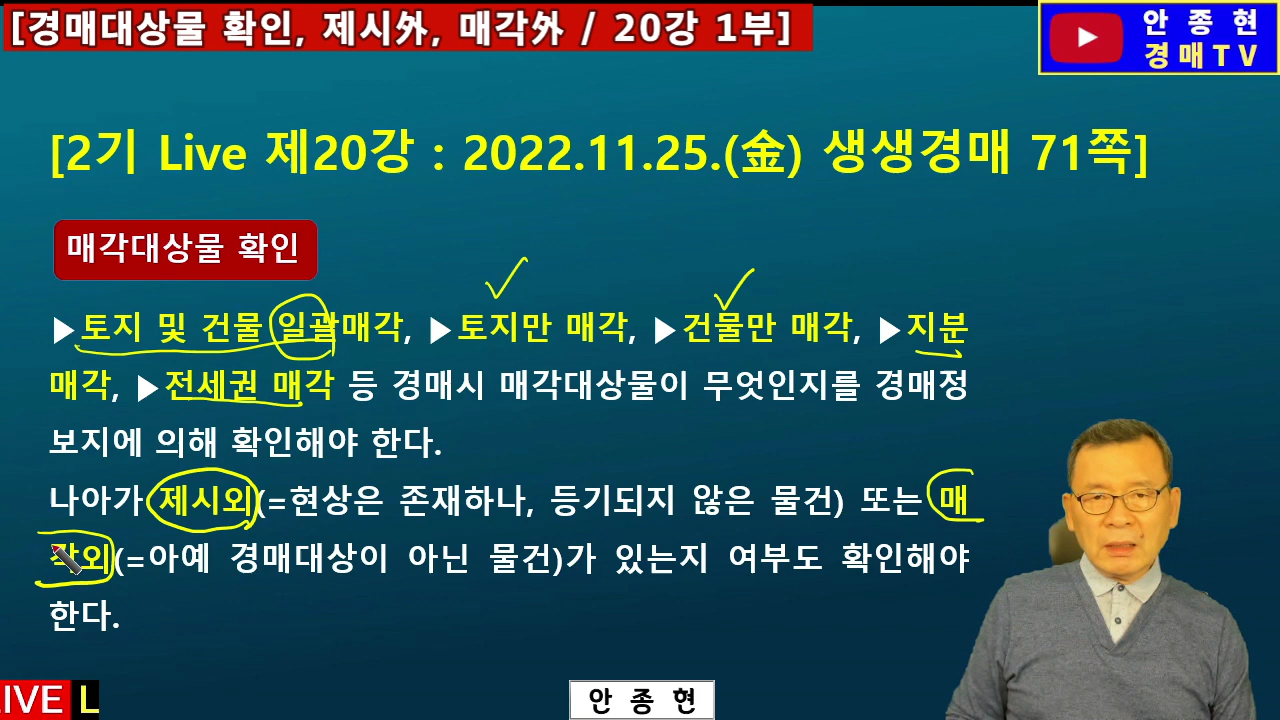 [경매대상물 확인, 제시外, 매각外 / 20강 1부]
안 종 현
경 매 T V
[2기 Live 제20강 : 2022.11.25.(金) 생생경매 71쪽]
매각대상물 확인
▶토지 및 건물 일괄매각, ▶토지만 매각, ▶건물만 매각, ▶지분
매각, ▶전세권 매각 등 경매시 매각대상물이 무엇인지를 경매정
보지에 의해 확인해야 한다.
나아가 제시외(=현상은 존재하나, 등기되지 않은 물건) 또는 매
각외(=아예 경매대상이 아닌 물건)가 있는지 여부도 확인해야
한다.
LIVE L
안 종 현